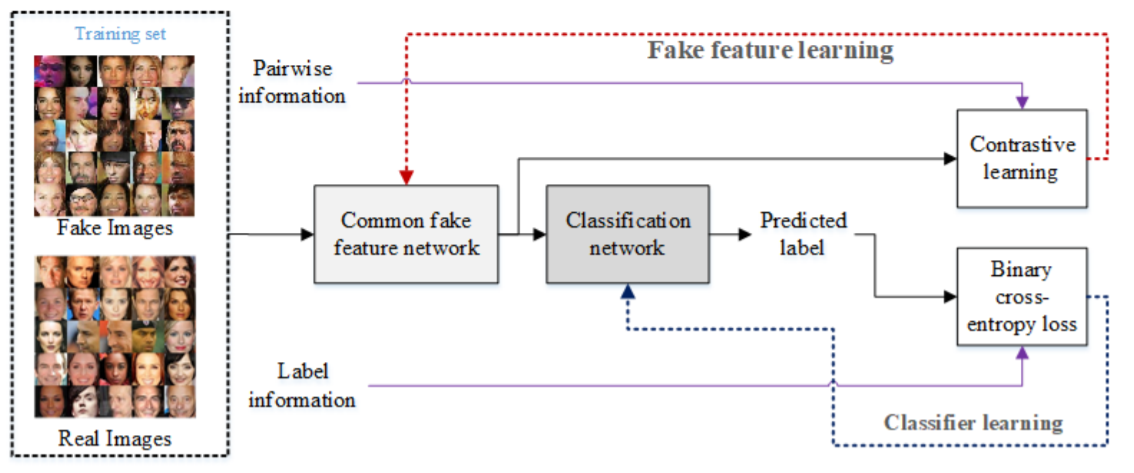 Training set
Fake Images
Real Images
Pairwise
information
Fake feature learning
Common fake
feature network
Classification
network
Predicted
label
Contrastive
learning
Binary
cross-
entropy loss
Label
information
Classifier learning